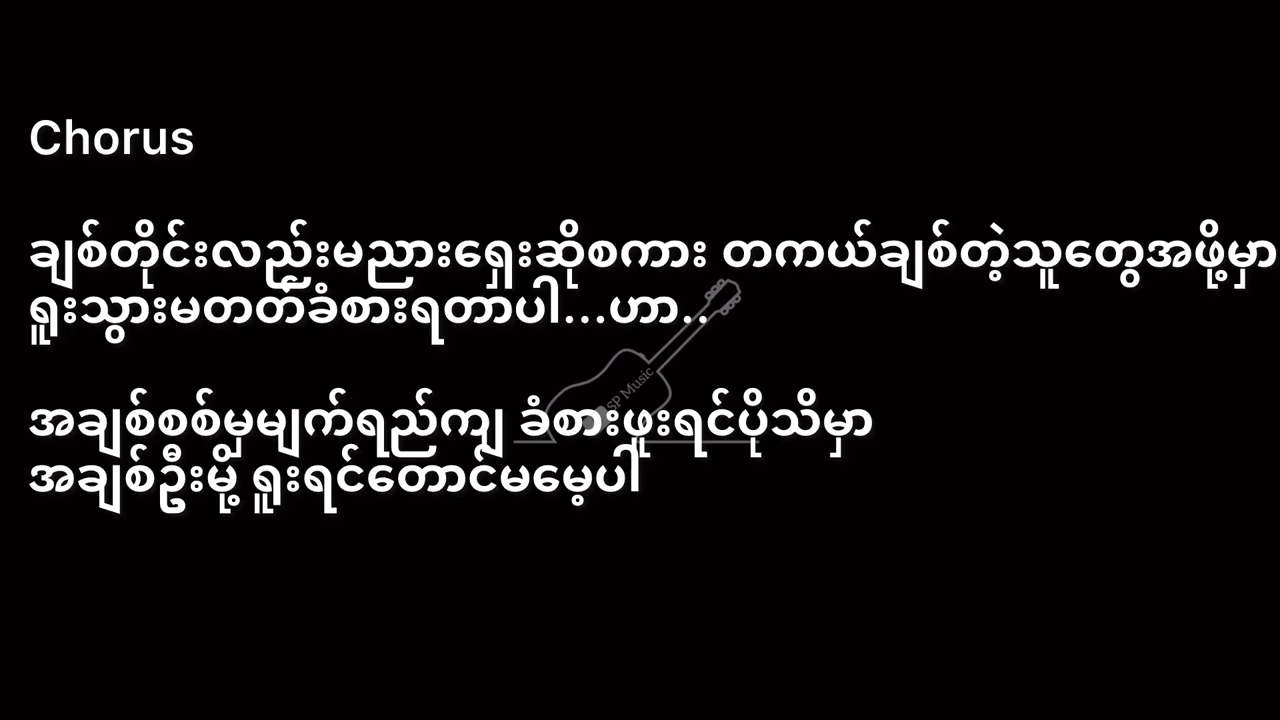 Chorus
ချစ်တိုင်းလည်းမညားရှေးဆိုစကား တကယ်ချစ်တဲ့သူတွေအဖို့မှာ
ရူးသွားမတတ်ခံစားရတာပါ...ဟာ..
SP Music
အချစ်စစ်မှမျက်ရည်ကျ ခံစားဖူးရင်ပိုသိမှာ
အချစ်ဦးမို့ ရူးရင်တောင်မမေ့ပါ